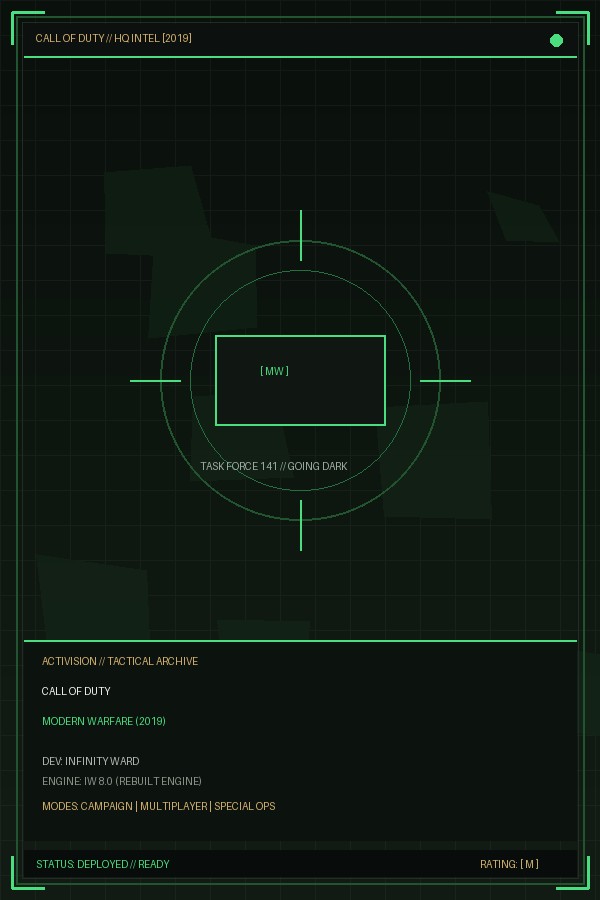 CALL OF DUTY // HQ INTEL [2019]
[ MW ]
TASK FORCE 141 // GOING DARK
ACTIVISION // TACTICAL ARCHIVE
CALL OF DUTY
MODERN WARFARE (2019)
DEV: INFINITY WARD
ENGINE: IW 8.0 (REBUILT ENGINE)
MODES: CAMPAIGN | MULTIPLAYER | SPECIAL OPS
STATUS: DEPLOYED // READY RATING: [ M ]